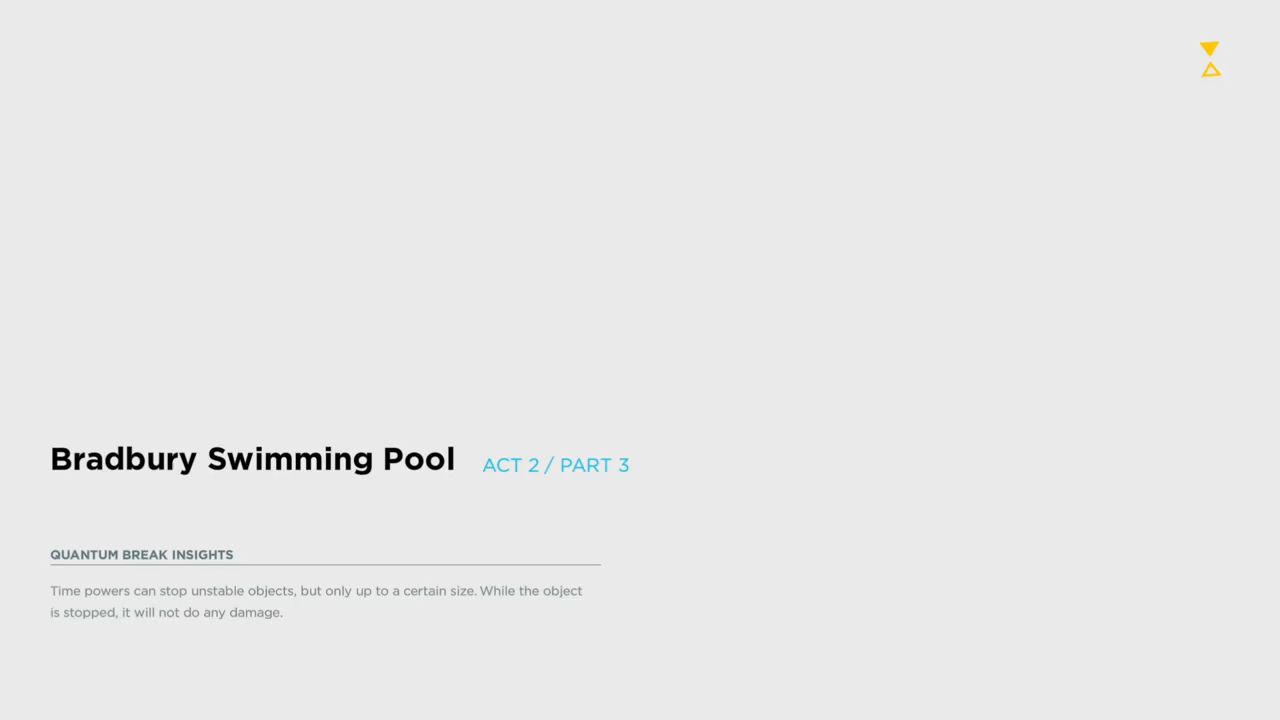 Bradbury Swimming Pool ACT 2 / PART 3
QUANTUM BREAK INSIGHTS
Time powers can stop unstable objects, but only up to a certain size. While the object
is stopped, it will not do any damage.